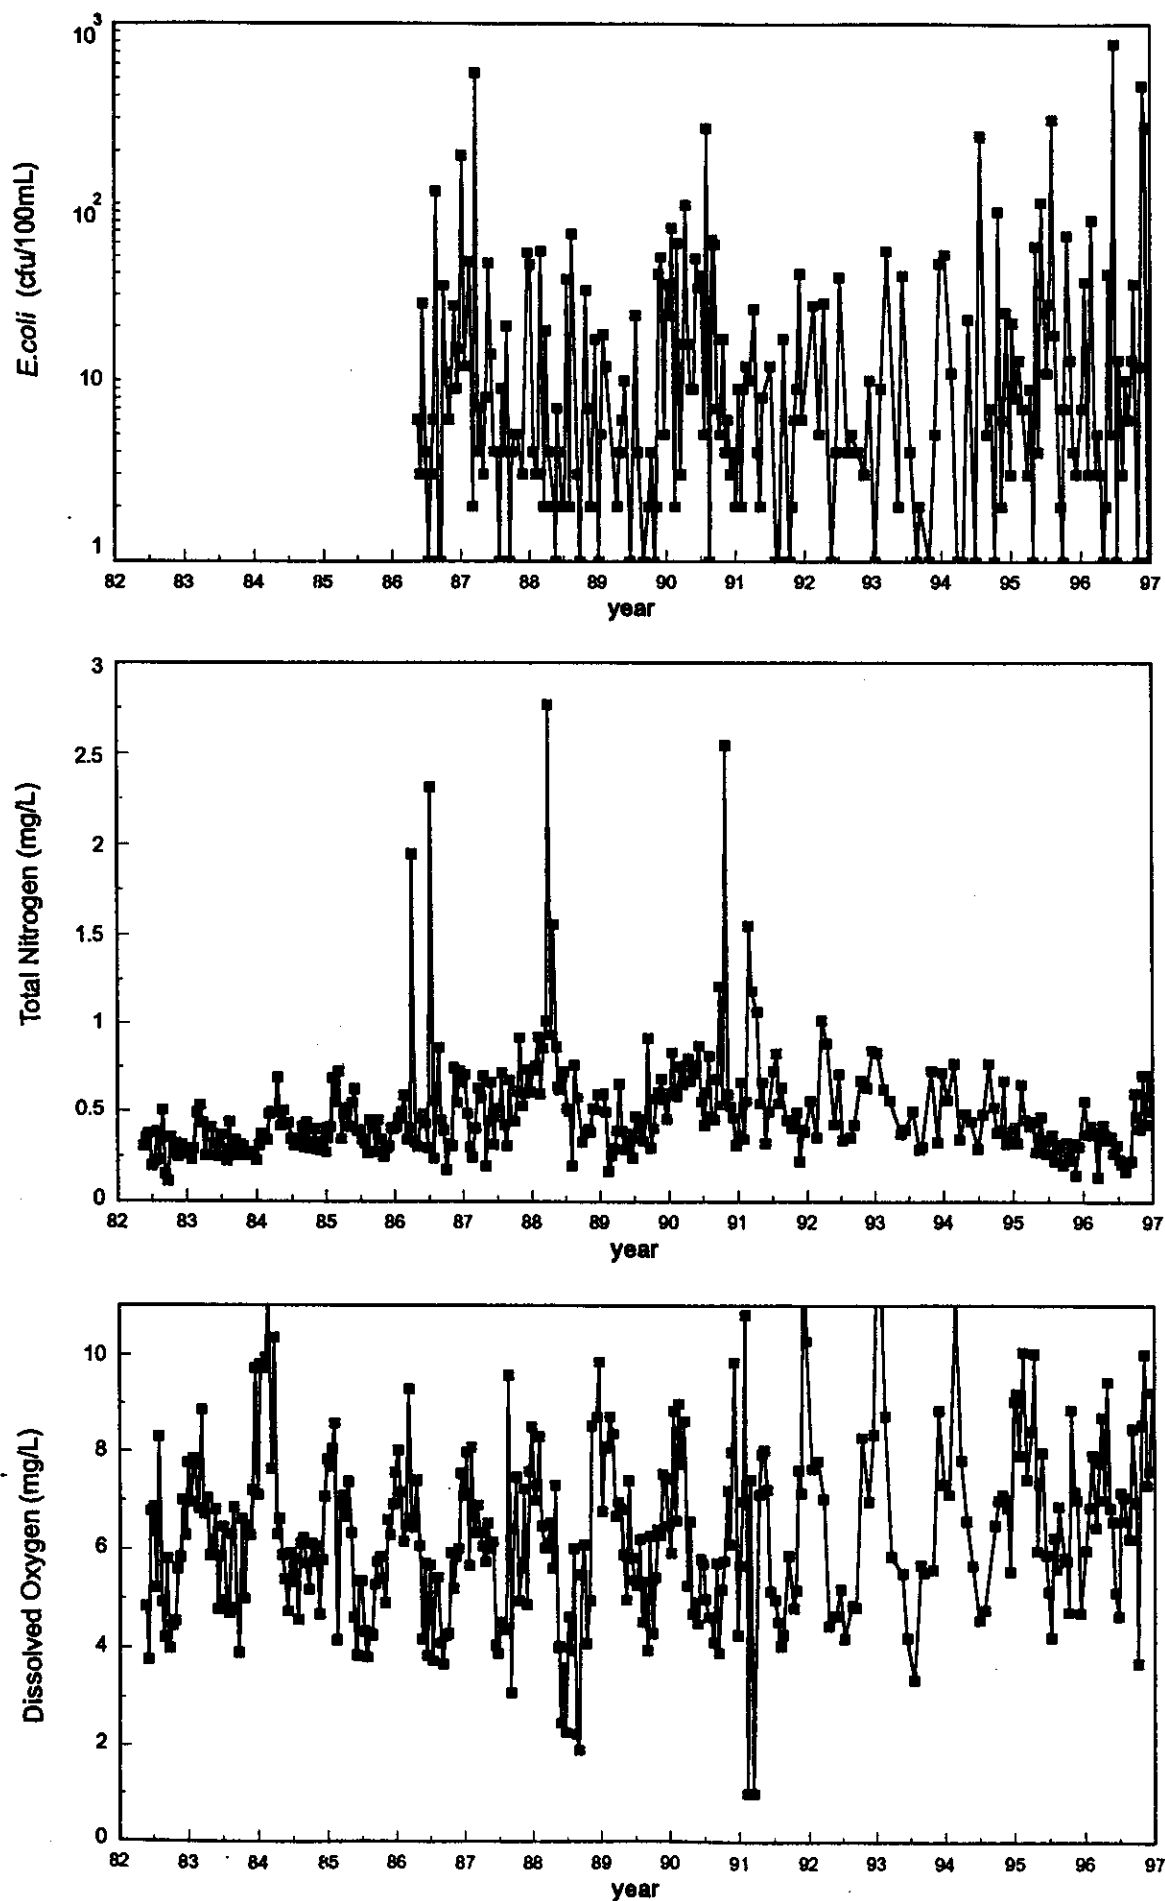 10³
10²
10
1
E.coli (cfu/100mL)
82 83 84 85 86 87 88 89 90 91 92 93 94 95 96 97
year
3
2.5
2
1.5
1
0.5
0
Total Nitrogen (mg/L)
82 83 84 85 86 87 88 89 90 91 92 93 94 95 96 97
year
10
8
6
4
2
0
Dissolved Oxygen (mg/L)
82 83 84 85 86 87 88 89 90 91 92 93 94 95 96 97
year